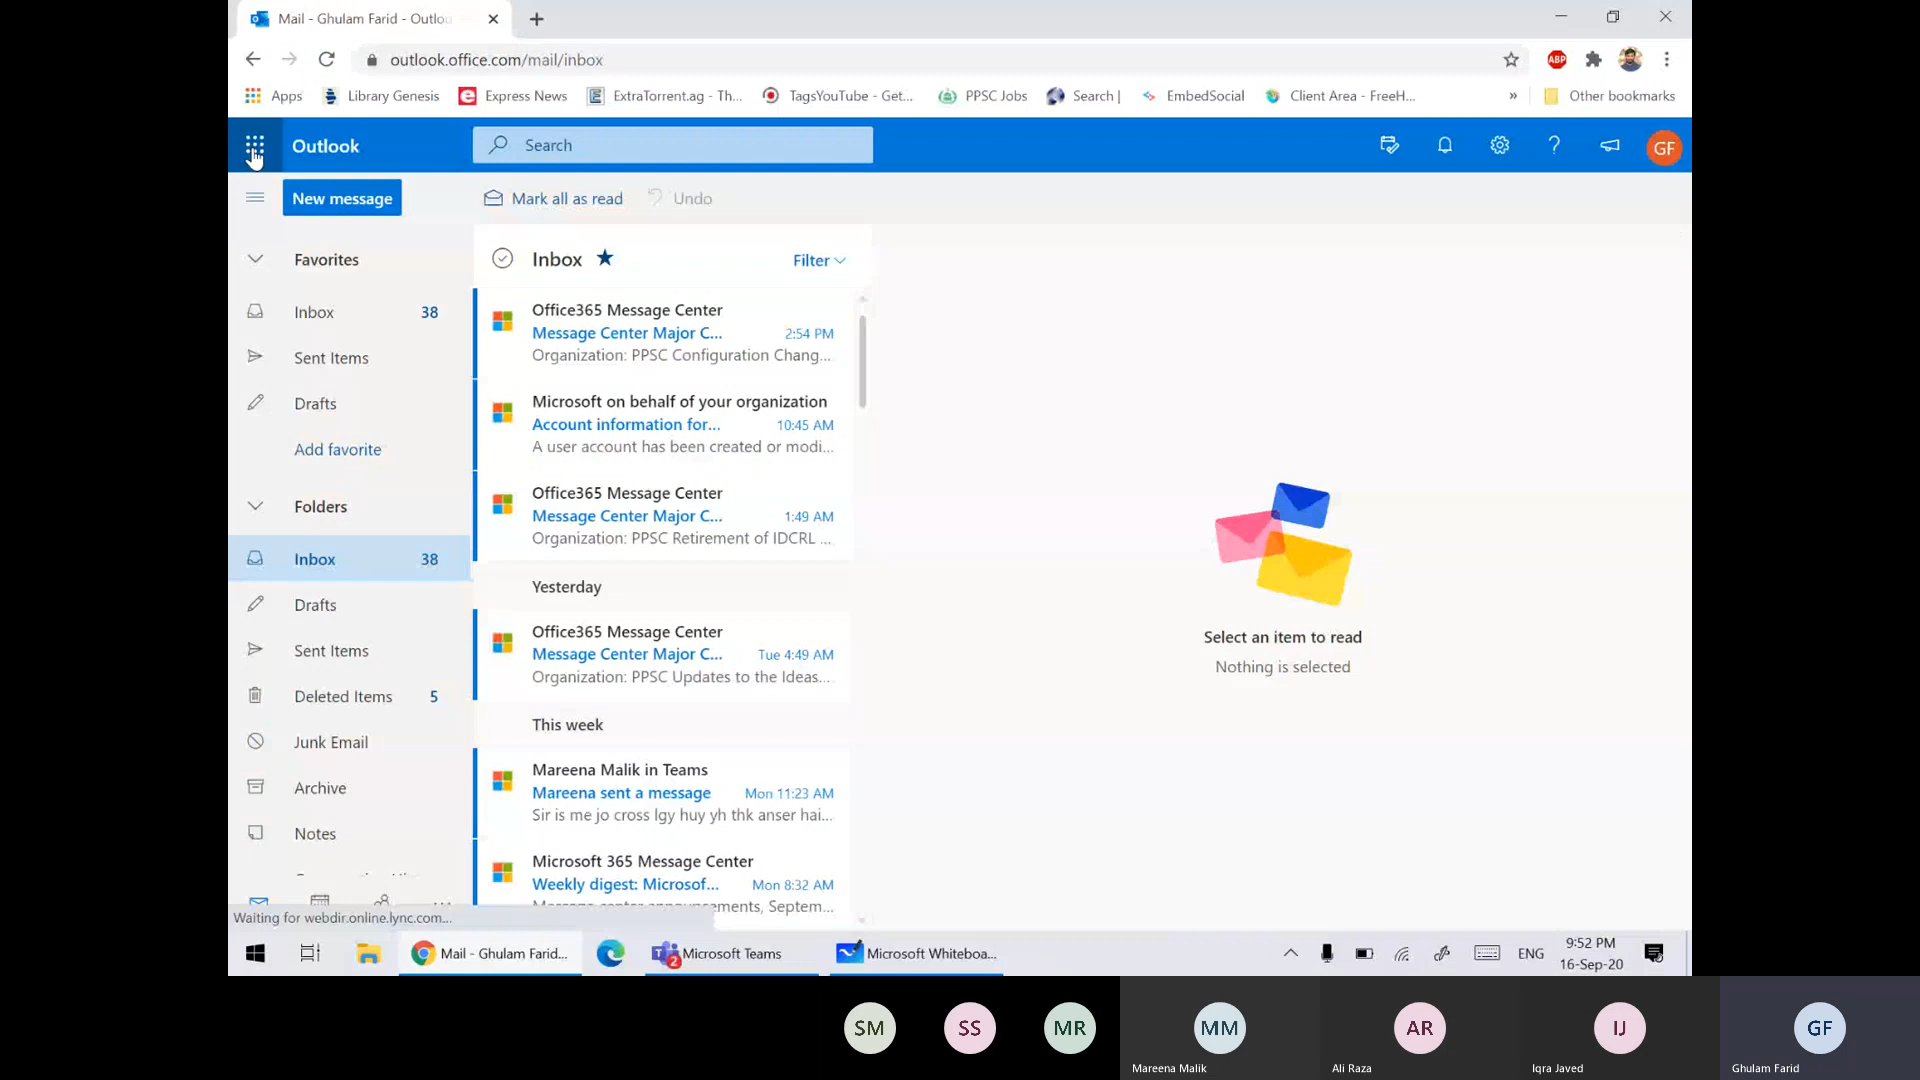 Mail - Ghulam Farid - Outlo
outlook.office.com/mail/inbox
ABP
Apps
Library Genesis
Express News
ExtraTorrent.ag - Th...
TagsYouTube - Get...
PPSC Jobs
Search |
EmbedSocial
Client Area - FreeH...
»
Other bookmarks
Outlook
Search
GF
New message
Mark all as read
Undo
Favorites
Inbox 38
Sent Items
Drafts
Add favorite
Folders
Inbox 38
Drafts
Sent Items
Deleted Items 5
Junk Email
Archive
Notes
Inbox
Filter
Office365 Message Center
Message Center Major C... 2:54 PM
Organization: PPSC Configuration Chang...
Microsoft on behalf of your organization
Account information for... 10:45 AM
A user account has been created or modi...
Office365 Message Center
Message Center Major C... 1:49 AM
Organization: PPSC Retirement of IDCRL ...
Yesterday
Office365 Message Center
Message Center Major C... Tue 4:49 AM
Organization: PPSC Updates to the Ideas...
This week
Mareena Malik in Teams
Mareena sent a message Mon 11:23 AM
Sir is me jo cross lgy huy yh thk anser hai...
Microsoft 365 Message Center
Weekly digest: Microsof... Mon 8:32 AM
Message center announcements, Septem...
Select an item to read
Nothing is selected
Waiting for webdir.online.lync.com...
Mail - Ghulam Farid...
2
Microsoft Teams
Microsoft Whiteboa...
ENG
9:52 PM
16-Sep-20
SM
SS
MR
MM
AR
IJ
GF
Mareena Malik
Ali Raza
Iqra Javed
Ghulam Farid